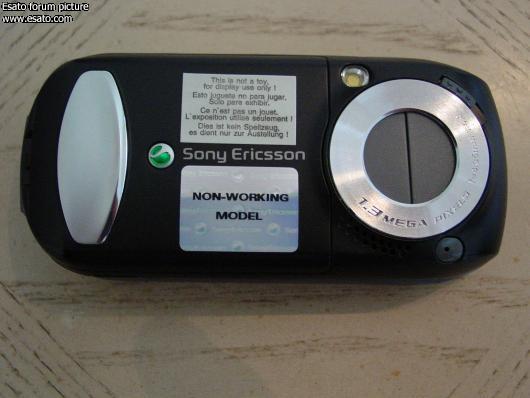 Esato forum picture
www.esato.com
This is not a toy,
for display use only !
Esto juguete no para jugar.
Solo para exhibir.
Ce n'est pas un jouet.
L'exposition utilise seulement !
Dies ist kein Spielzeug,
es dient nur zur Austellung !
Sony Ericsson
NON-WORKING
MODEL
1.3 MEGA PIXELS